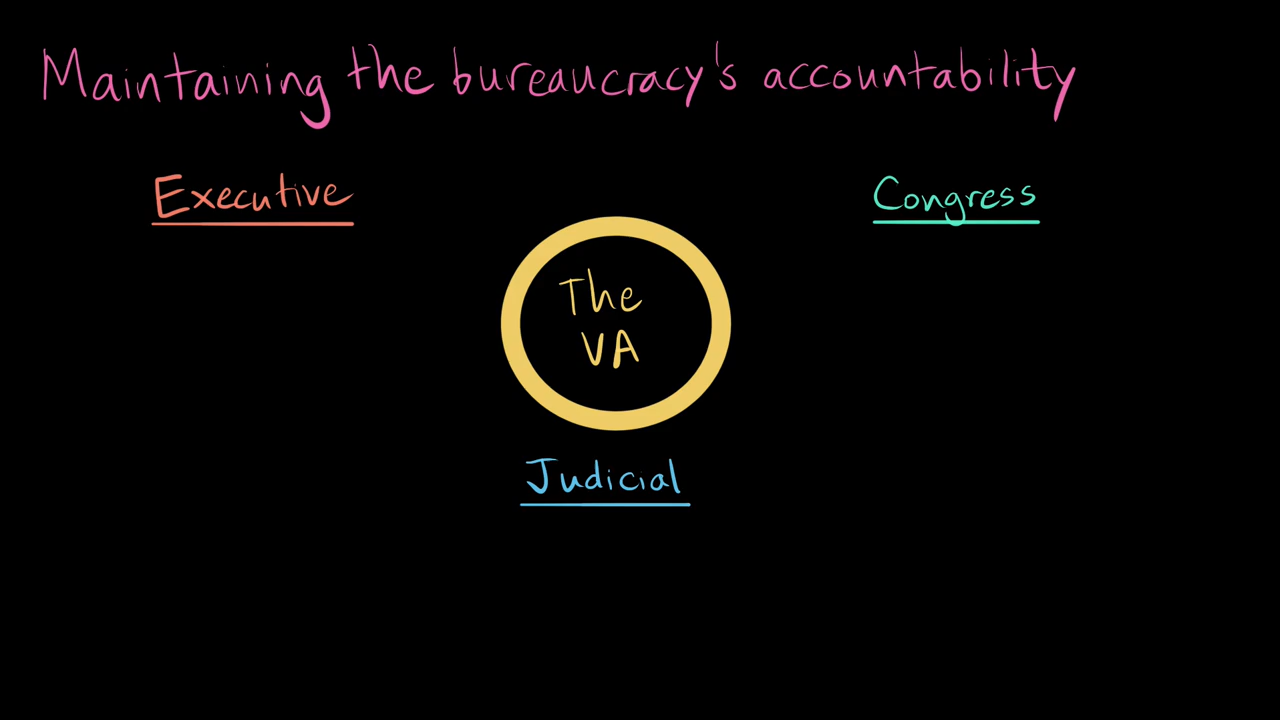 Maintaining the bureaucracy's accountability
Executive
Congress
The
VA
Judicial